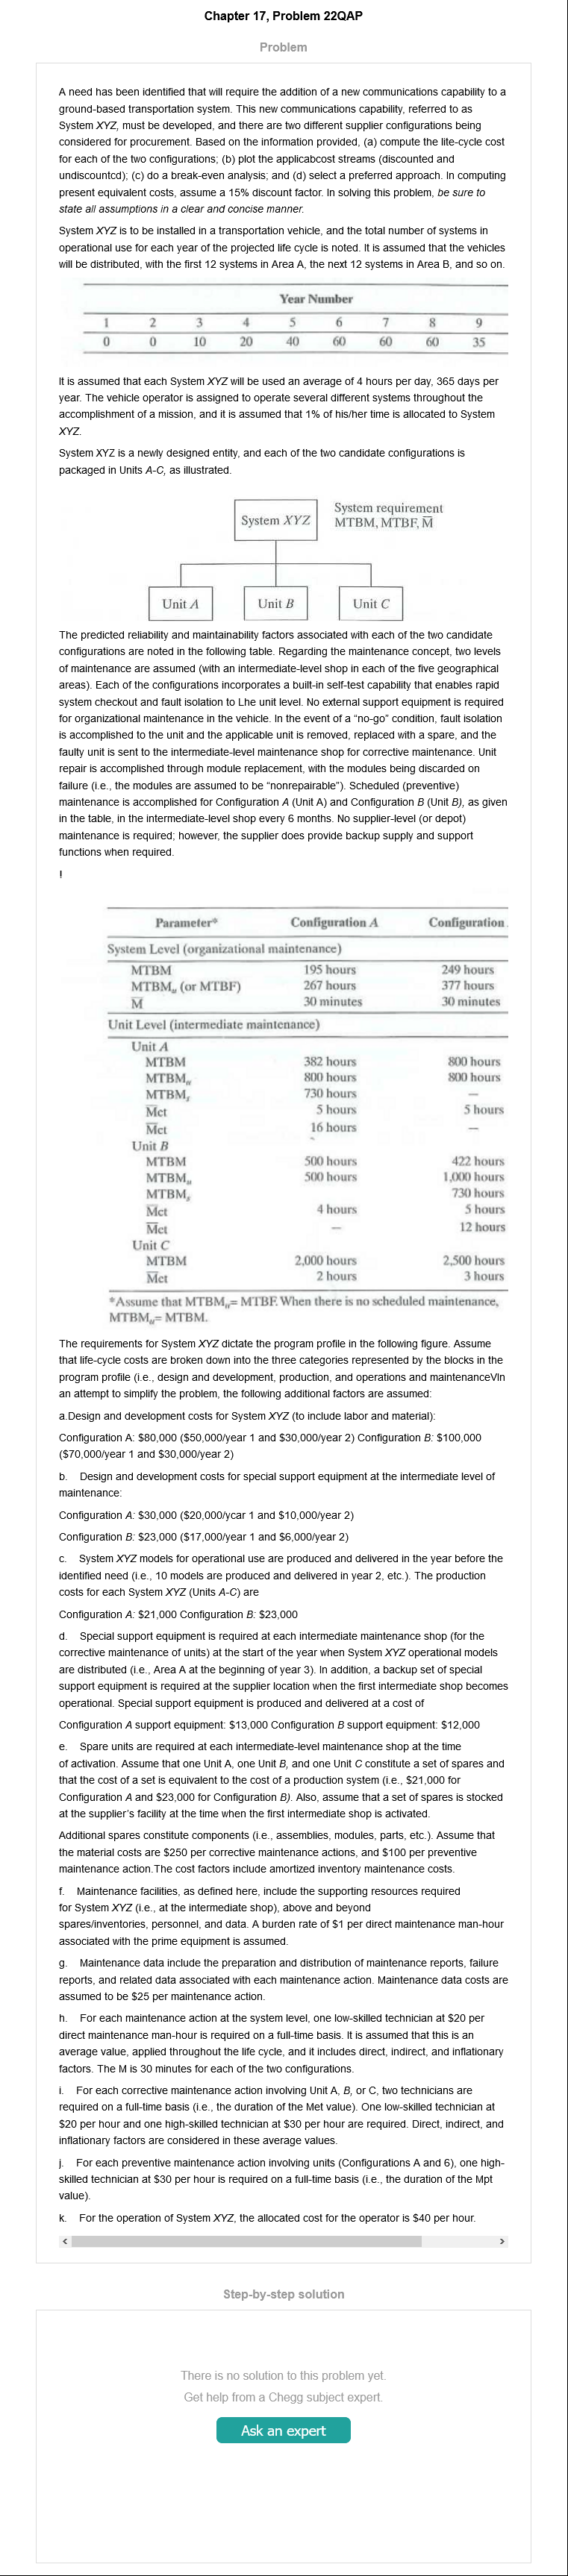 Chapter 17, Problem 22QAP
Problem
A need has been identified that will require the addition of a new communications capability to a
ground-based transportation system. This new communications capability, referred to as
System XYZ, must be developed, and there are two different supplier configurations being
considered for procurement. Based on the information provided, (a) compute the lite-cycle cost
for each of the two configurations; (b) plot the applicabcost streams (discounted and
undiscountcd); (c) do a break-even analysis; and (d) select a preferred approach. In computing
present equivalent costs, assume a 15% discount factor. In solving this problem, be sure to
state all assumptions in a clear and concise manner.
System XYZ is to be installed in a transportation vehicle, and the total number of systems in
operational use for each year of the projected life cycle is noted. It is assumed that the vehicles
will be distributed, with the first 12 systems in Area A, the next 12 systems in Area B, and so on.
Year Number
1 2 3 4 5 6 7 8 9
0 0 10 20 40 60 60 60 35
It is assumed that each System XYZ will be used an average of 4 hours per day, 365 days per
year. The vehicle operator is assigned to operate several different systems throughout the
accomplishment of a mission, and it is assumed that 1% of his/her time is allocated to System
XYZ.
System XYZ is a newly designed entity, and each of the two candidate configurations is
packaged in Units A-C, as illustrated.
System XYZ
System requirement
MTBM, MTBF, M̅
Unit A Unit B Unit C
The predicted reliability and maintainability factors associated with each of the two candidate
configurations are noted in the following table. Regarding the maintenance concept, two levels
of maintenance are assumed (with an intermediate-level shop in each of the five geographical
areas). Each of the configurations incorporates a built-in self-test capability that enables rapid
system checkout and fault isolation to Lhe unit level. No external support equipment is required
for organizational maintenance in the vehicle. In the event of a "no-go" condition, fault isolation
is accomplished to the unit and the applicable unit is removed, replaced with a spare, and the
faulty unit is sent to the intermediate-level maintenance shop for corrective maintenance. Unit
repair is accomplished through module replacement, with the modules being discarded on
failure (i.e., the modules are assumed to be "nonrepairable"). Scheduled (preventive)
maintenance is accomplished for Configuration A (Unit A) and Configuration B (Unit B), as given
in the table, in the intermediate-level shop every 6 months. No supplier-level (or depot)
maintenance is required; however, the supplier does provide backup supply and support
functions when required.
!
Parameter* Configuration A Configuration
System Level (organizational maintenance)
MTBM 195 hours 249 hours
MTBMᵤ (or MTBF) 267 hours 377 hours
M̅ 30 minutes 30 minutes
Unit Level (intermediate maintenance)
Unit A
MTBM 382 hours 800 hours
MTBMᵤ 800 hours 800 hours
MTBMₛ 730 hours —
M̅ct 5 hours 5 hours
M̅ct 16 hours —
Unit B
MTBM 500 hours 422 hours
MTBMᵤ 500 hours 1,000 hours
MTBMₛ 730 hours
M̅ct 4 hours 5 hours
M̅ct — 12 hours
Unit C
MTBM 2,000 hours 2,500 hours
M̅ct 2 hours 3 hours
*Assume that MTBMᵤ= MTBF. When there is no scheduled maintenance,
MTBMᵤ= MTBM.
The requirements for System XYZ dictate the program profile in the following figure. Assume
that life-cycle costs are broken down into the three categories represented by the blocks in the
program profile (i.e., design and development, production, and operations and maintenanceVln
an attempt to simplify the problem, the following additional factors are assumed:
a.Design and development costs for System XYZ (to include labor and material):
Configuration A: $80,000 ($50,000/year 1 and $30,000/year 2) Configuration B: $100,000
($70,000/year 1 and $30,000/year 2)
b. Design and development costs for special support equipment at the intermediate level of
maintenance:
Configuration A: $30,000 ($20,000/ycar 1 and $10,000/year 2)
Configuration B: $23,000 ($17,000/year 1 and $6,000/year 2)
c. System XYZ models for operational use are produced and delivered in the year before the
identified need (i.e., 10 models are produced and delivered in year 2, etc.). The production
costs for each System XYZ (Units A-C) are
Configuration A: $21,000 Configuration B: $23,000
d. Special support equipment is required at each intermediate maintenance shop (for the
corrective maintenance of units) at the start of the year when System XYZ operational models
are distributed (i.e., Area A at the beginning of year 3). In addition, a backup set of special
support equipment is required at the supplier location when the first intermediate shop becomes
operational. Special support equipment is produced and delivered at a cost of
Configuration A support equipment: $13,000 Configuration B support equipment: $12,000
e. Spare units are required at each intermediate-level maintenance shop at the time
of activation. Assume that one Unit A, one Unit B, and one Unit C constitute a set of spares and
that the cost of a set is equivalent to the cost of a production system (i.e., $21,000 for
Configuration A and $23,000 for Configuration B). Also, assume that a set of spares is stocked
at the supplier's facility at the time when the first intermediate shop is activated.
Additional spares constitute components (i.e., assemblies, modules, parts, etc.). Assume that
the material costs are $250 per corrective maintenance actions, and $100 per preventive
maintenance action.The cost factors include amortized inventory maintenance costs.
f. Maintenance facilities, as defined here, include the supporting resources required
for System XYZ (i.e., at the intermediate shop), above and beyond
spares/inventories, personnel, and data. A burden rate of $1 per direct maintenance man-hour
associated with the prime equipment is assumed.
g. Maintenance data include the preparation and distribution of maintenance reports, failure
reports, and related data associated with each maintenance action. Maintenance data costs are
assumed to be $25 per maintenance action.
h. For each maintenance action at the system level, one low-skilled technician at $20 per
direct maintenance man-hour is required on a full-time basis. It is assumed that this is an
average value, applied throughout the life cycle, and it includes direct, indirect, and inflationary
factors. The M is 30 minutes for each of the two configurations.
i. For each corrective maintenance action involving Unit A, B, or C, two technicians are
required on a full-time basis (i.e., the duration of the Met value). One low-skilled technician at
$20 per hour and one high-skilled technician at $30 per hour are required. Direct, indirect, and
inflationary factors are considered in these average values.
j. For each preventive maintenance action involving units (Configurations A and 6), one high-
skilled technician at $30 per hour is required on a full-time basis (i.e., the duration of the Mpt
value).
k. For the operation of System XYZ, the allocated cost for the operator is $40 per hour.
Step-by-step solution
There is no solution to this problem yet.
Get help from a Chegg subject expert.
Ask an expert